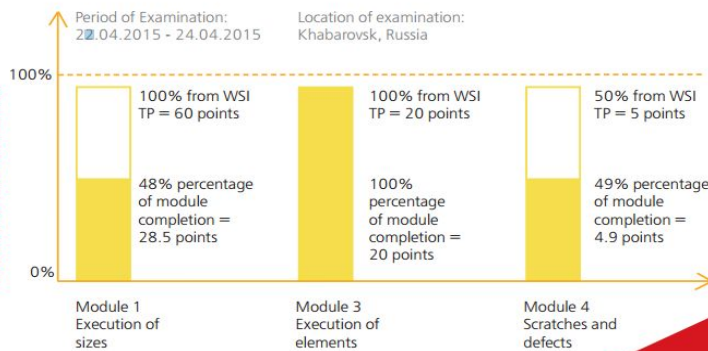 Period of Examination:
22.04.2015 - 24.04.2015
Location of examination:
Khabarovsk, Russia
100%
100% from WSI
TP = 60 points
48% percentage
of module
completion =
28.5 points
100% from WSI
TP = 20 points
100%
percentage
of module
completion =
20 points
50% from WSI
TP = 5 points
49% percentage
of module
completion =
4.9 points
0%
Module 1
Execution of
sizes
Module 3
Execution of
elements
Module 4
Scratches and
defects